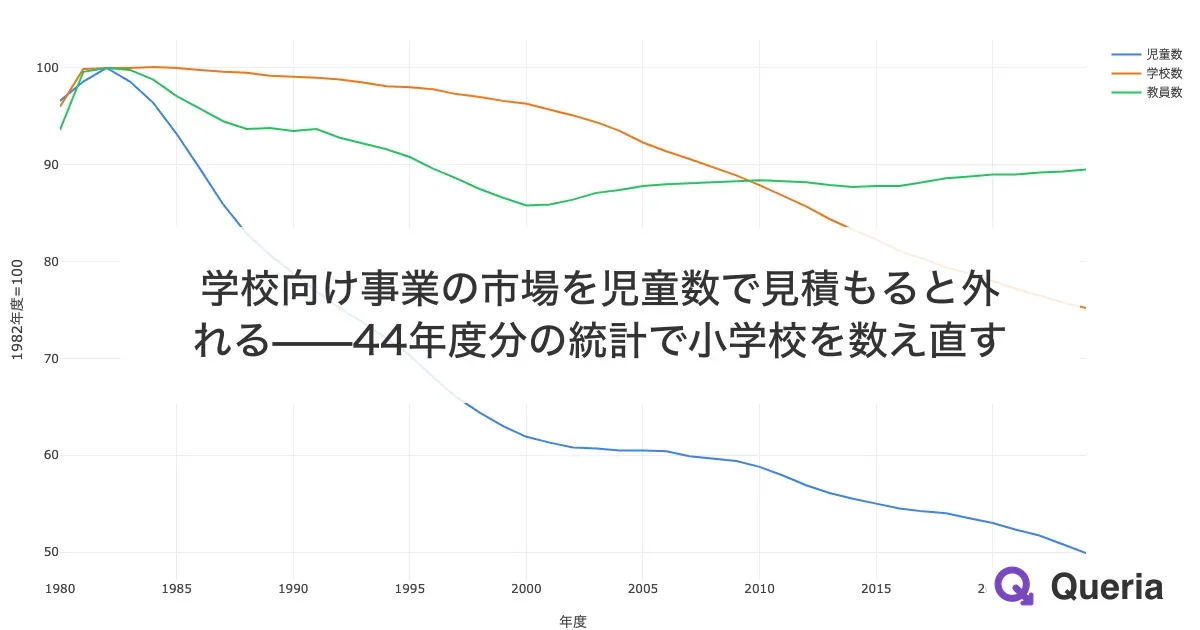 児童数
学校数
教員数
100
90
80
70
60
50
1982年度=100
学校向け事業の市場を児童数で見積もると外
れる——44年度分の統計で小学校を数え直す
1980
1985
1990
1995
2000
2005
2010
2015
年度
Queria